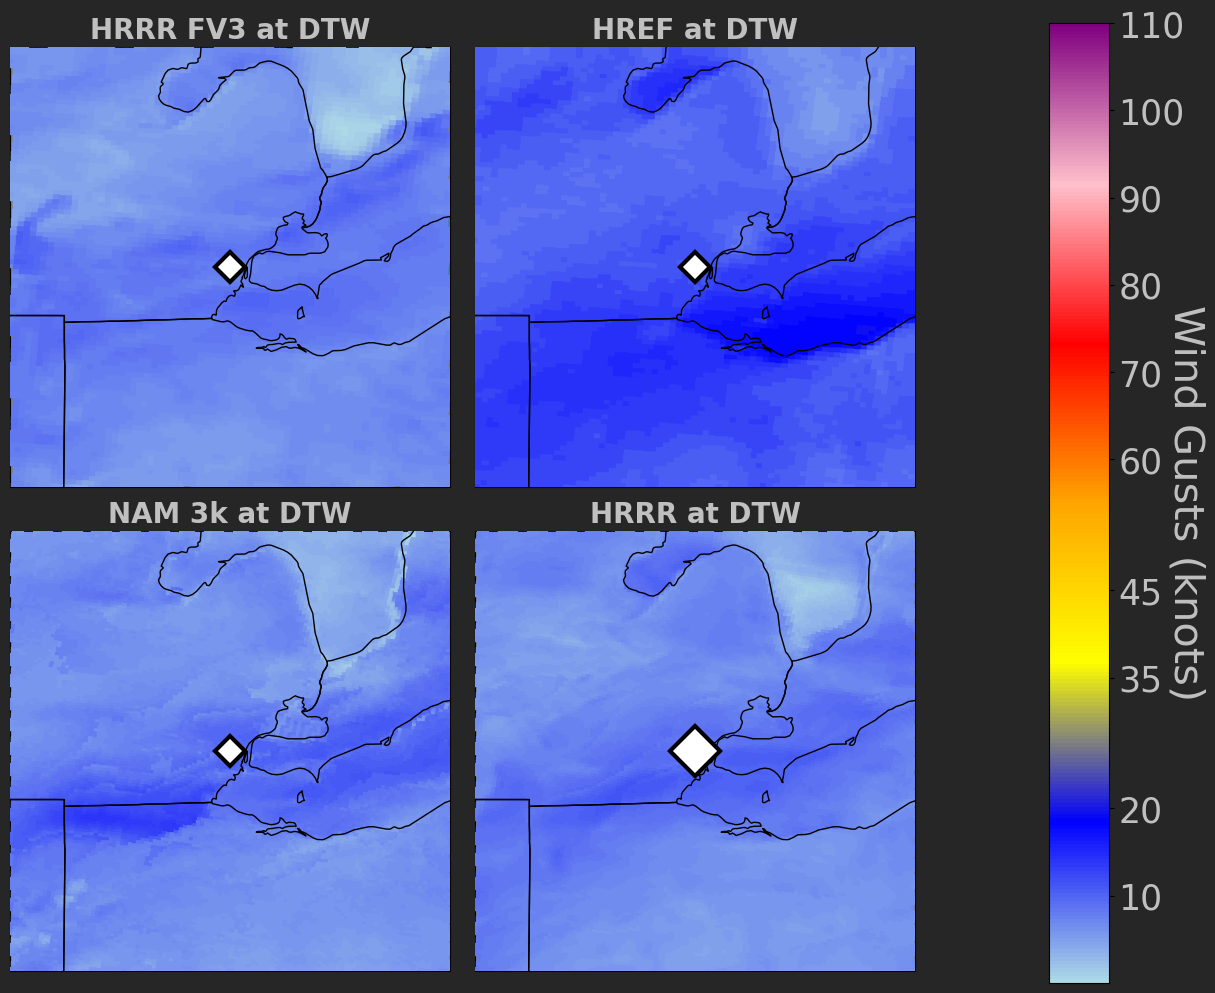 HRRR FV3 at DTW
HREF at DTW
NAM 3k at DTW
HRRR at DTW
110
100
90
80
70
60
45
35
20
10
Wind Gusts (knots)